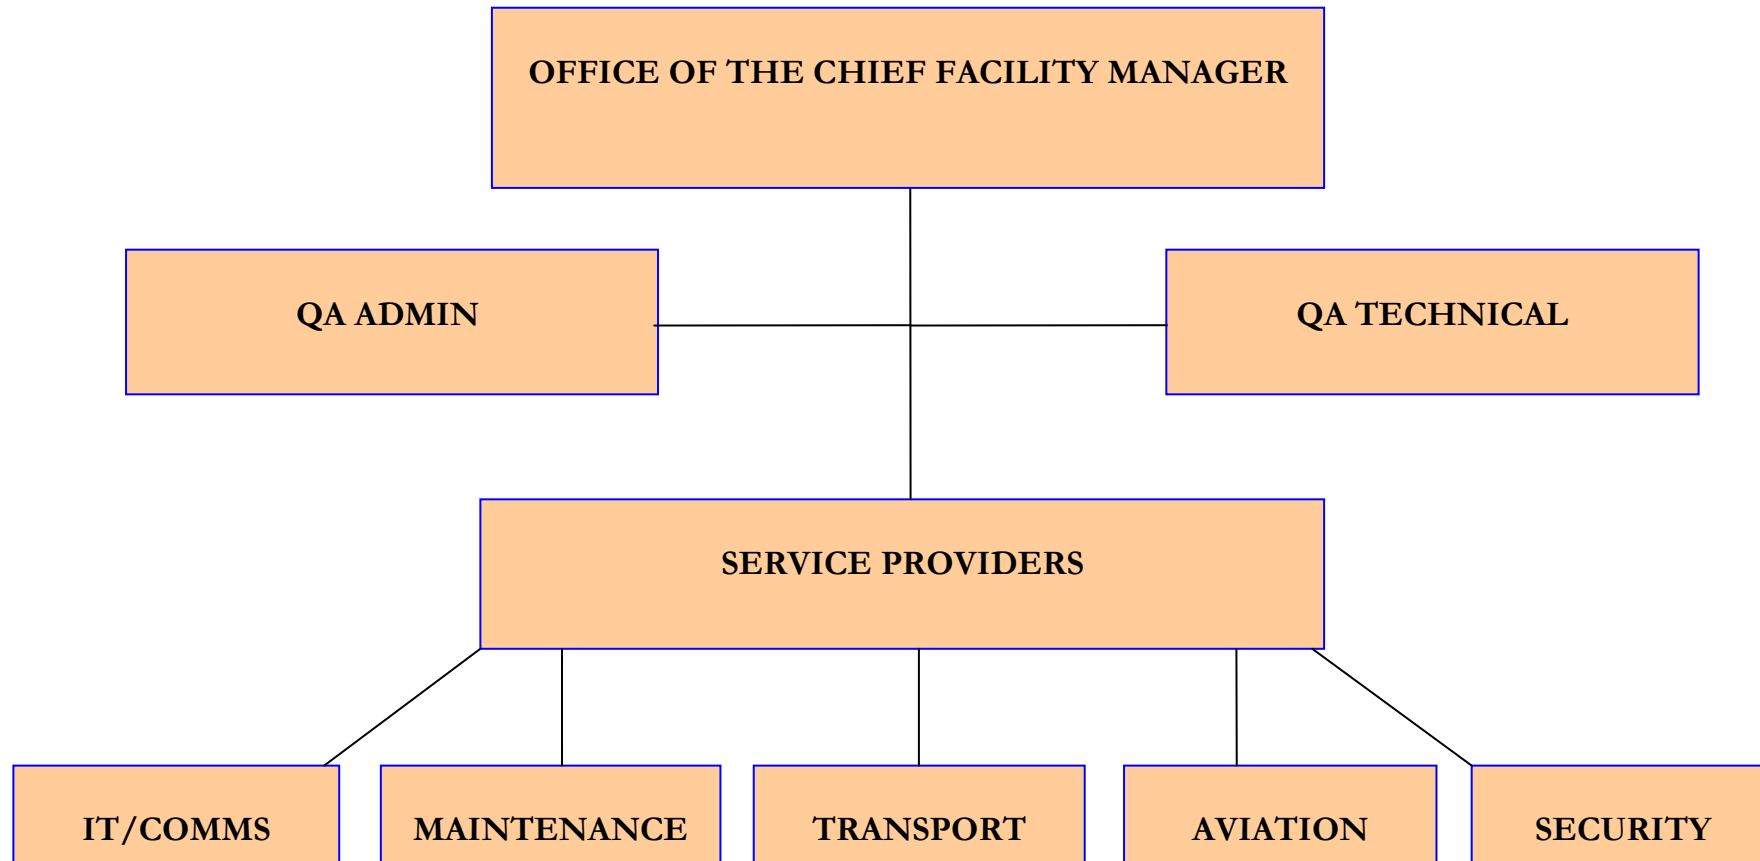 OFFICE OF THE CHIEF FACILITY MANAGER
QA ADMIN
QA TECHNICAL
SERVICE PROVIDERS
IT/COMMS
MAINTENANCE
TRANSPORT
AVIATION
SECURITY